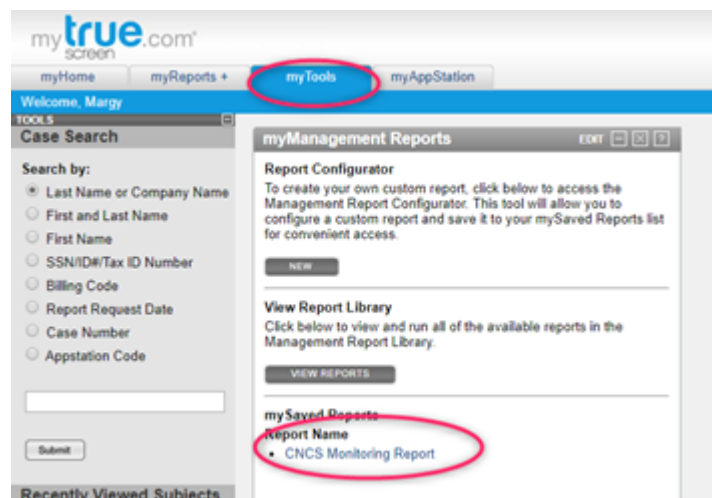 mytrue.com
screen
myHome myReports + myTools myAppStation
Welcome, Margy
TOOLS
Case Search
Search by:
Last Name or Company Name
First and Last Name
First Name
SSN/ID#/Tax ID Number
Billing Code
Report Request Date
Case Number
Appstation Code
Submit
Recently Viewed Subjects
myManagement Reports EDIT
Report Configurator
To create your own custom report, click below to access the
Management Report Configurator. This tool will allow you to
configure a custom report and save it to your mySaved Reports list
for convenient access.
NEW
View Report Library
Click below to view and run all of the available reports in the
Management Report Library.
VIEW REPORTS
mySaved Reports
Report Name
• CNCS Monitoring Report